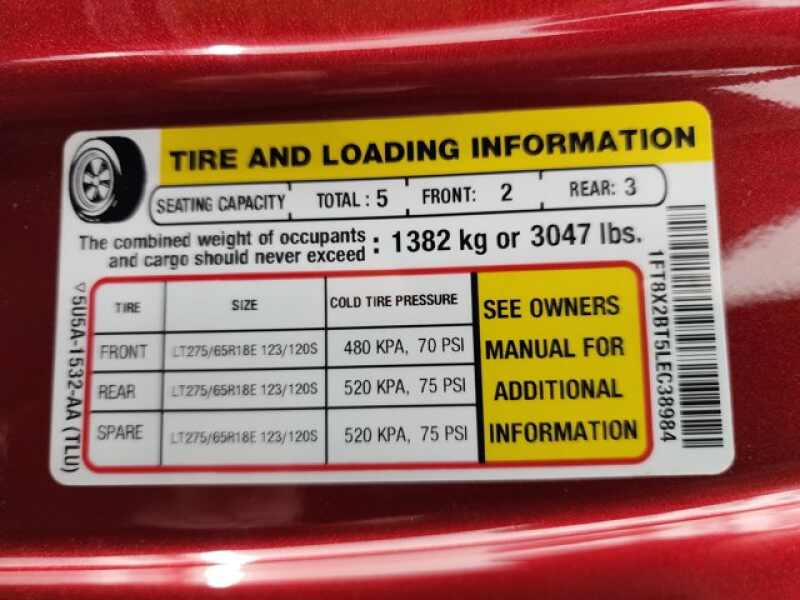 TIRE AND LOADING INFORMATION
SEATING CAPACITY TOTAL : 5 FRONT: 2 REAR: 3
The combined weight of occupants
and cargo should never exceed : 1382 kg or 3047 lbs.
TIRE SIZE COLD TIRE PRESSURE
FRONT LT275/65R18E 123/120S 480 KPA, 70 PSI
REAR LT275/65R18E 123/120S 520 KPA, 75 PSI
SPARE LT275/65R18E 123/120S 520 KPA, 75 PSI
SEE OWNERS
MANUAL FOR
ADDITIONAL
INFORMATION
5U5A-1532-AA (TLU)
1FT8X2BT5LEC38984